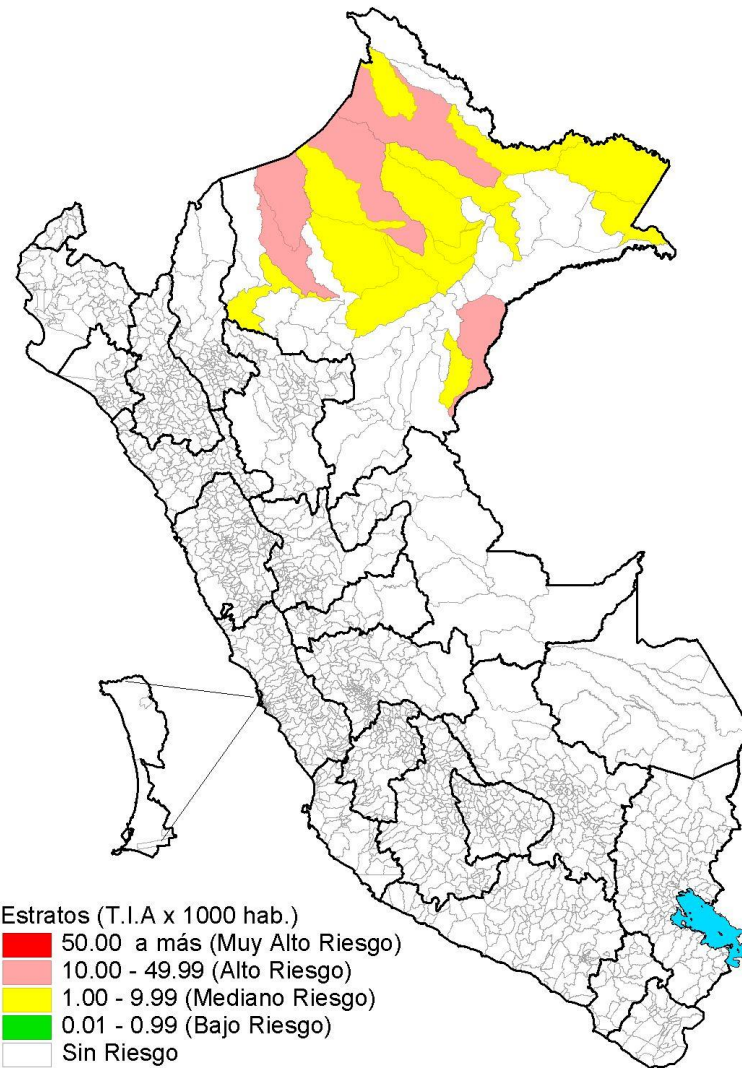 Estratos (T.I.A x 1000 hab.)
50.00 a más (Muy Alto Riesgo)
10.00 - 49.99 (Alto Riesgo)
1.00 - 9.99 (Mediano Riesgo)
0.01 - 0.99 (Bajo Riesgo)
Sin Riesgo